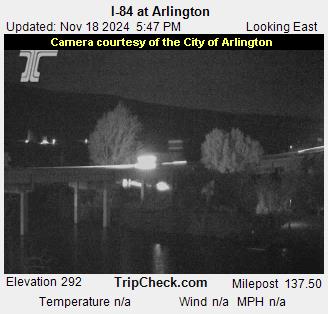 I-84 at Arlington
Updated: Nov 18 2024 5:47 PM Looking East
Camera courtesy of the City of Arlington
Elevation 292 TripCheck.com Milepost 137.50
Temperature n/a Wind n/a MPH n/a